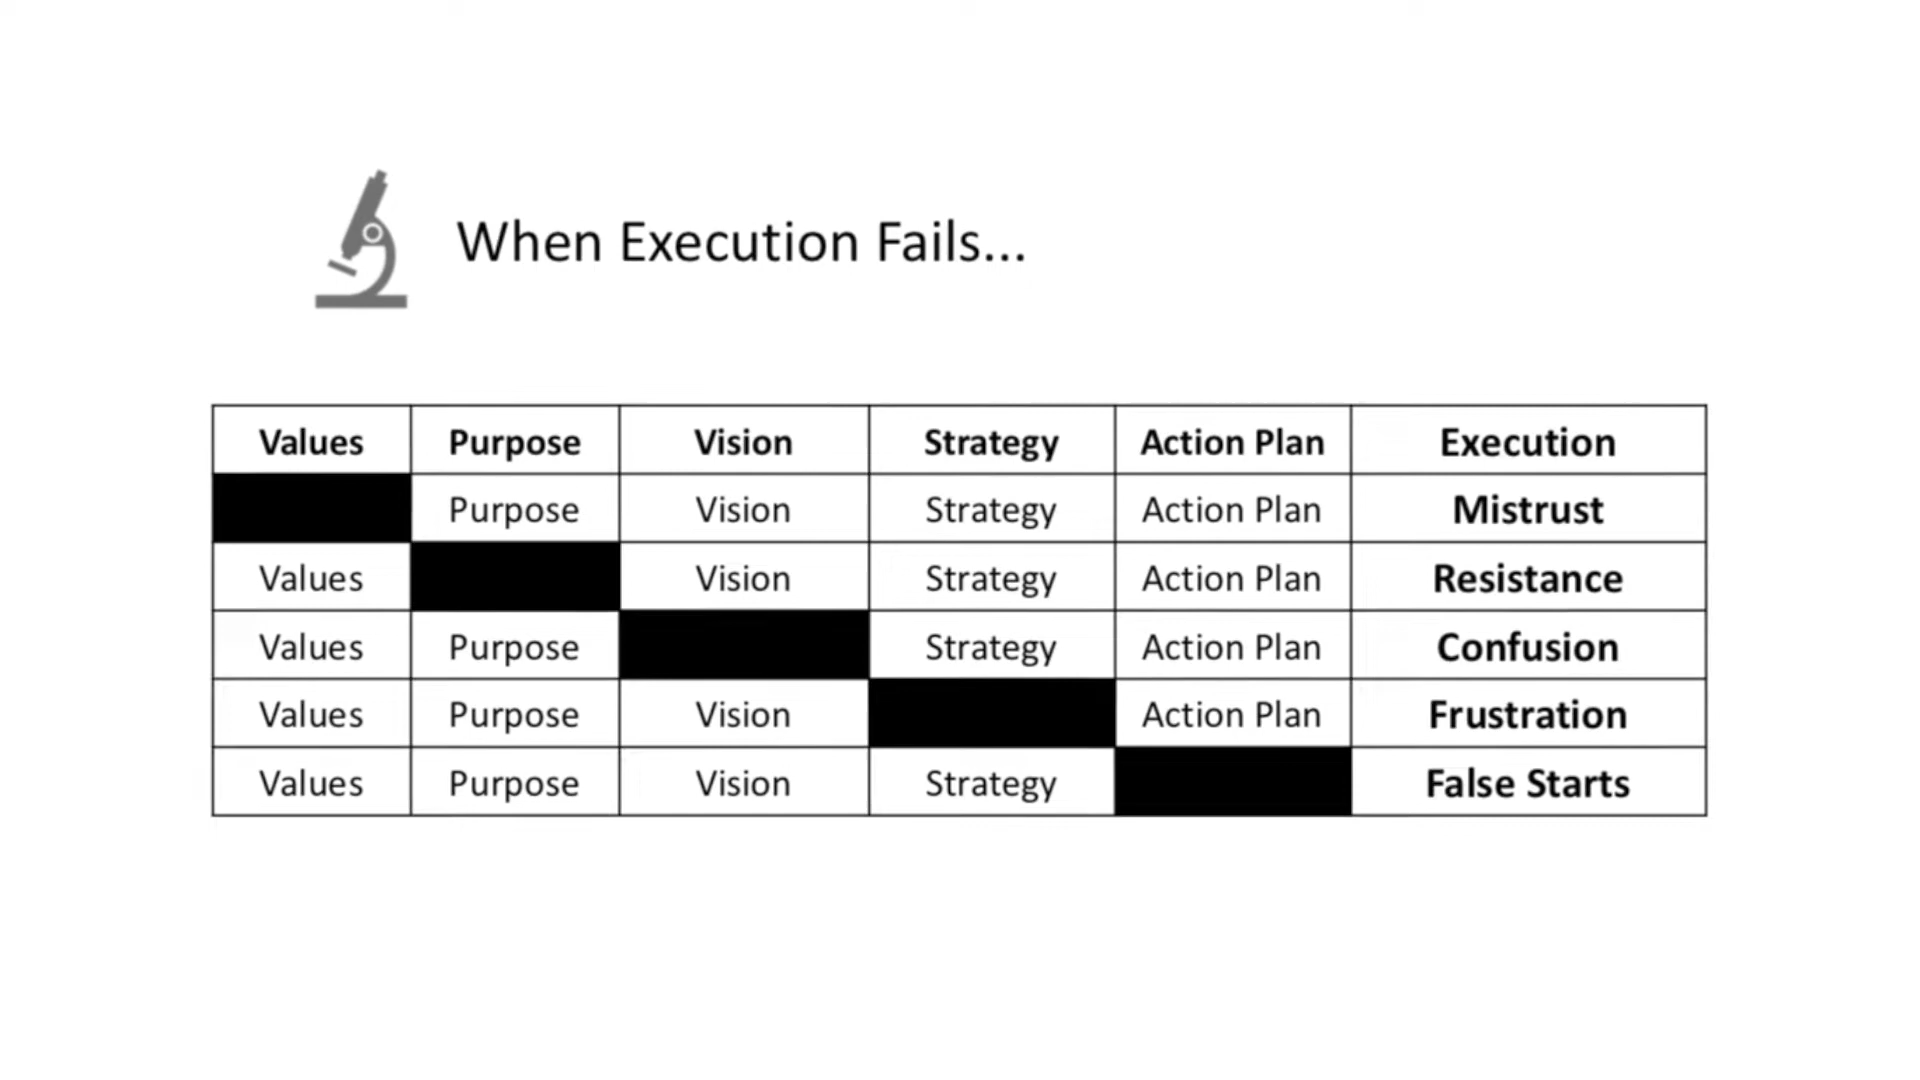 When Execution Fails...
Values Purpose Vision Strategy Action Plan Execution
Purpose Vision Strategy Action Plan Mistrust
Values Vision Strategy Action Plan Resistance
Values Purpose Strategy Action Plan Confusion
Values Purpose Vision Action Plan Frustration
Values Purpose Vision Strategy False Starts